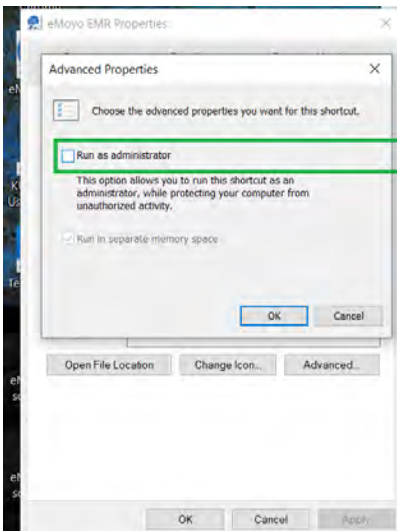 eMoyo EMR Properties
Advanced Properties
Choose the advanced properties you want for this shortcut.
Run as administrator
This option allows you to run this shortcut as an
administrator, while protecting your computer from
unauthorized activity.
Run in separate memory space
OK Cancel
Open File Location Change Icon... Advanced...
OK Cancel Apply